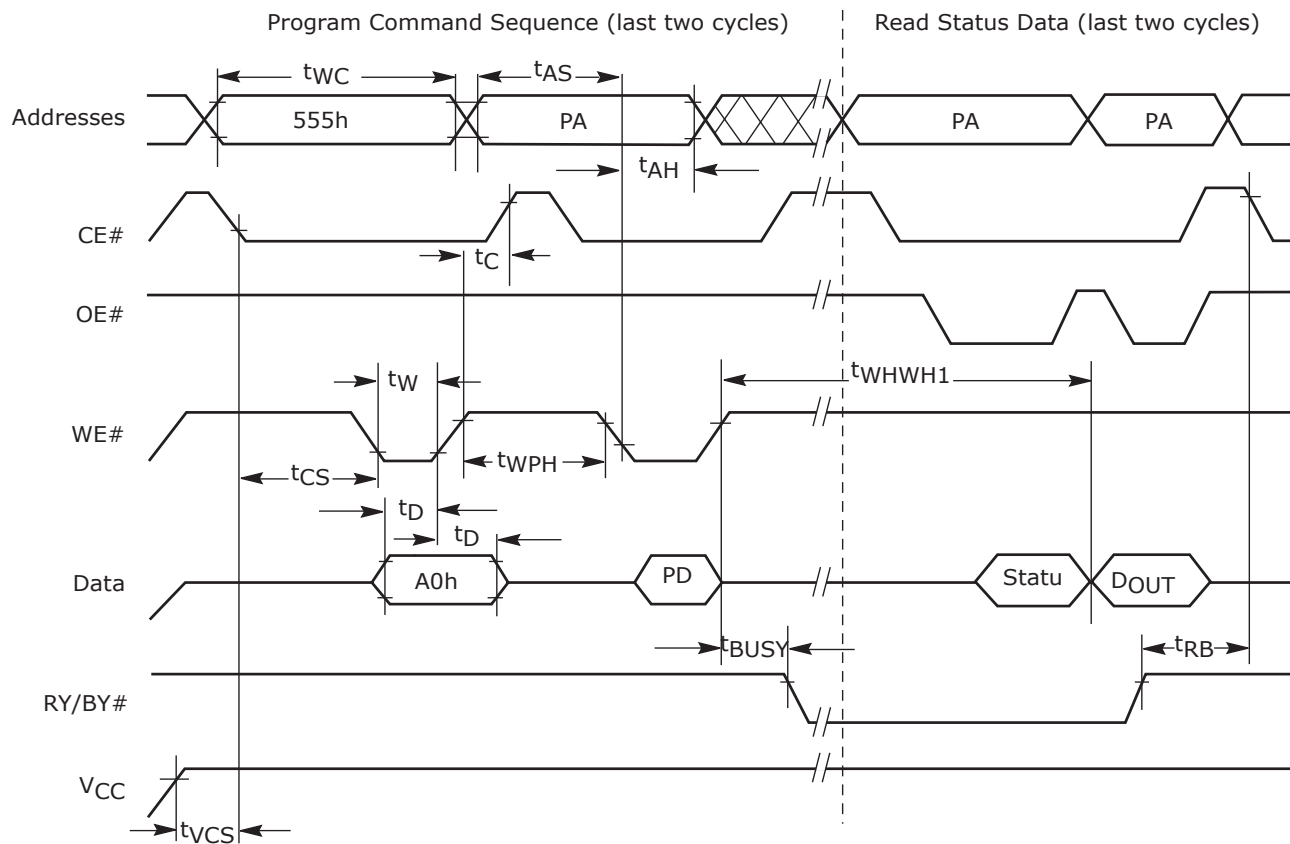 Program Command Sequence (last two cycles)
Read Status Data (last two cycles)
tWC
tAS
Addresses
555h
PA
PA
PA
tAH
CE#
tC
OE#
tW
tWHWH1
WE#
tCS
tWPH
tD
tD
Data
A0h
PD
Statu
DOUT
tBUSY
tRB
RY/BY#
VCC
tVCS